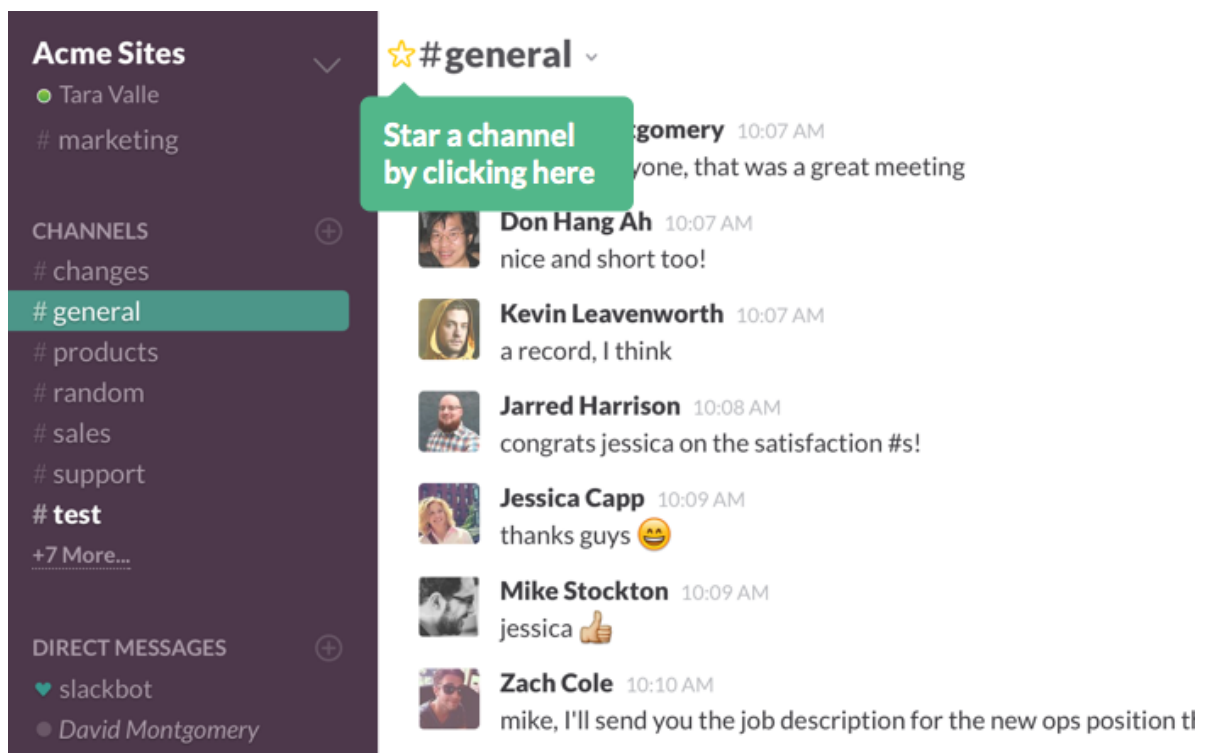 Acme Sites
Tara Valle
# marketing
CHANNELS
# changes
# general
# products
# random
# sales
# support
# test
+7 More...
DIRECT MESSAGES
slackbot
David Montgomery
#general
Star a channel
by clicking here
gomery 10:07 AM
yone, that was a great meeting
Don Hang Ah 10:07 AM
nice and short too!
Kevin Leavenworth 10:07 AM
a record, I think
Jarred Harrison 10:08 AM
congrats jessica on the satisfaction #s!
Jessica Capp 10:09 AM
thanks guys 😄
Mike Stockton 10:09 AM
jessica 👍
Zach Cole 10:10 AM
mike, I'll send you the job description for the new ops position